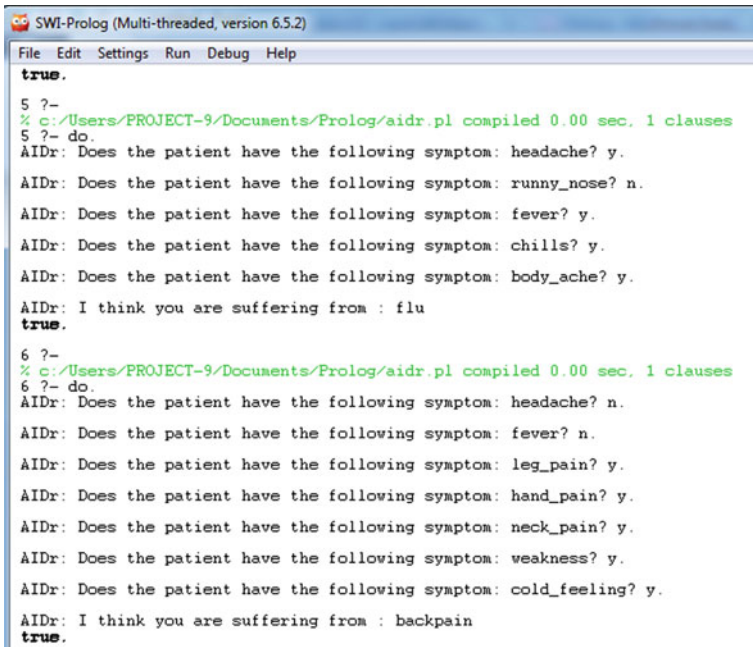 SWI-Prolog (Multi-threaded, version 6.5.2)
File Edit Settings Run Debug Help
true.
5 ?-
% c:/Users/PROJECT-9/Documents/Prolog/aidr.pl compiled 0.00 sec, 1 clauses
5 ?- do.
AIDr: Does the patient have the following symptom: headache? y.
AIDr: Does the patient have the following symptom: runny_nose? n.
AIDr: Does the patient have the following symptom: fever? y.
AIDr: Does the patient have the following symptom: chills? y.
AIDr: Does the patient have the following symptom: body_ache? y.
AIDr: I think you are suffering from : flu
true.
6 ?-
% c:/Users/PROJECT-9/Documents/Prolog/aidr.pl compiled 0.00 sec, 1 clauses
6 ?- do.
AIDr: Does the patient have the following symptom: headache? n.
AIDr: Does the patient have the following symptom: fever? n.
AIDr: Does the patient have the following symptom: leg_pain? y.
AIDr: Does the patient have the following symptom: hand_pain? y.
AIDr: Does the patient have the following symptom: neck_pain? y.
AIDr: Does the patient have the following symptom: weakness? y.
AIDr: Does the patient have the following symptom: cold_feeling? y.
AIDr: I think you are suffering from : backpain
true.